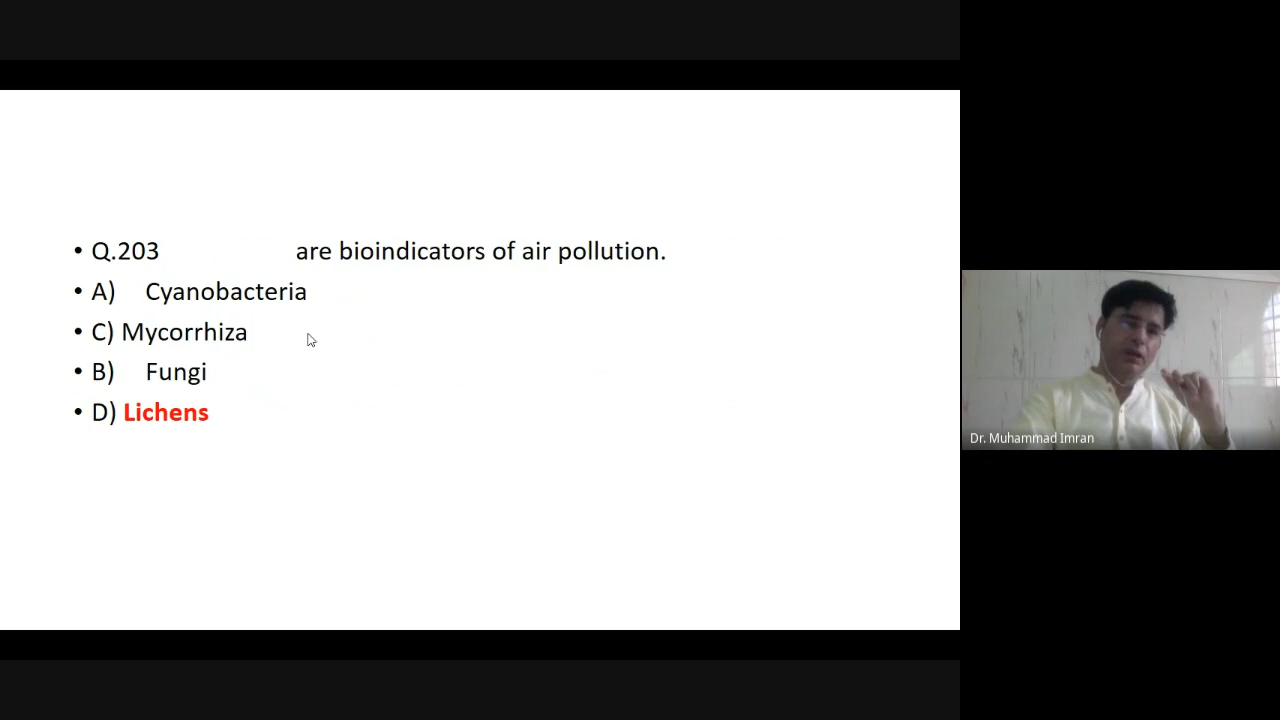 • Q.203 are bioindicators of air pollution.
• A) Cyanobacteria
• C) Mycorrhiza
• B) Fungi
• D) Lichens
Dr. Muhammad Imran